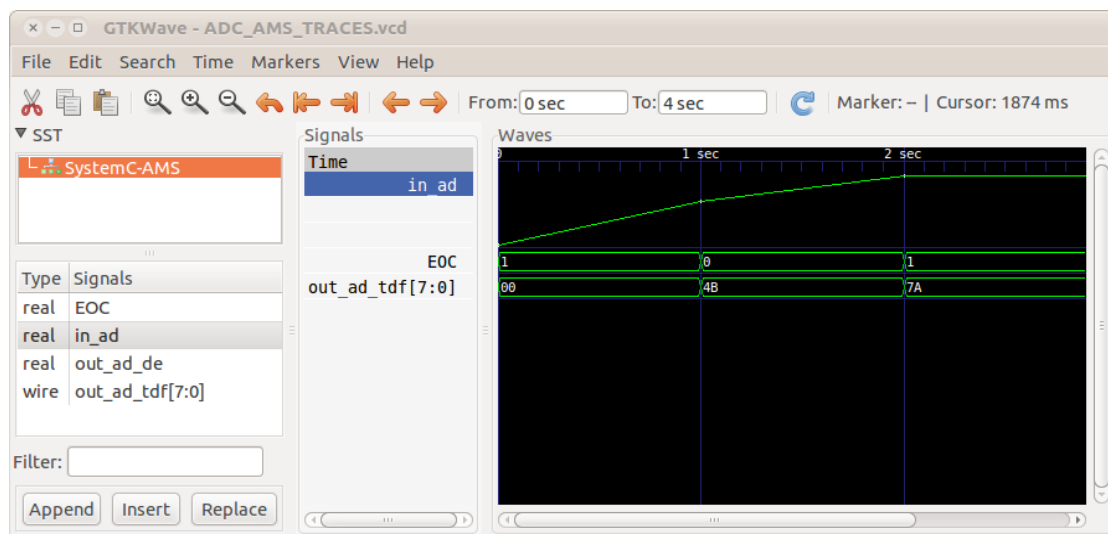 GTKWave - ADC_AMS_TRACES.vcd
File Edit Search Time Markers View Help
From: 0 sec To: 4 sec Marker: -- | Cursor: 1874 ms
SST
SystemC-AMS
Type Signals
real EOC
real in_ad
real out_ad_de
wire out_ad_tdf[7:0]
Filter:
Append Insert Replace
Signals
Time
in_ad
EOC
out_ad_tdf[7:0]
Waves
0 1 sec 2 sec
1 0 1
00 4B 7A